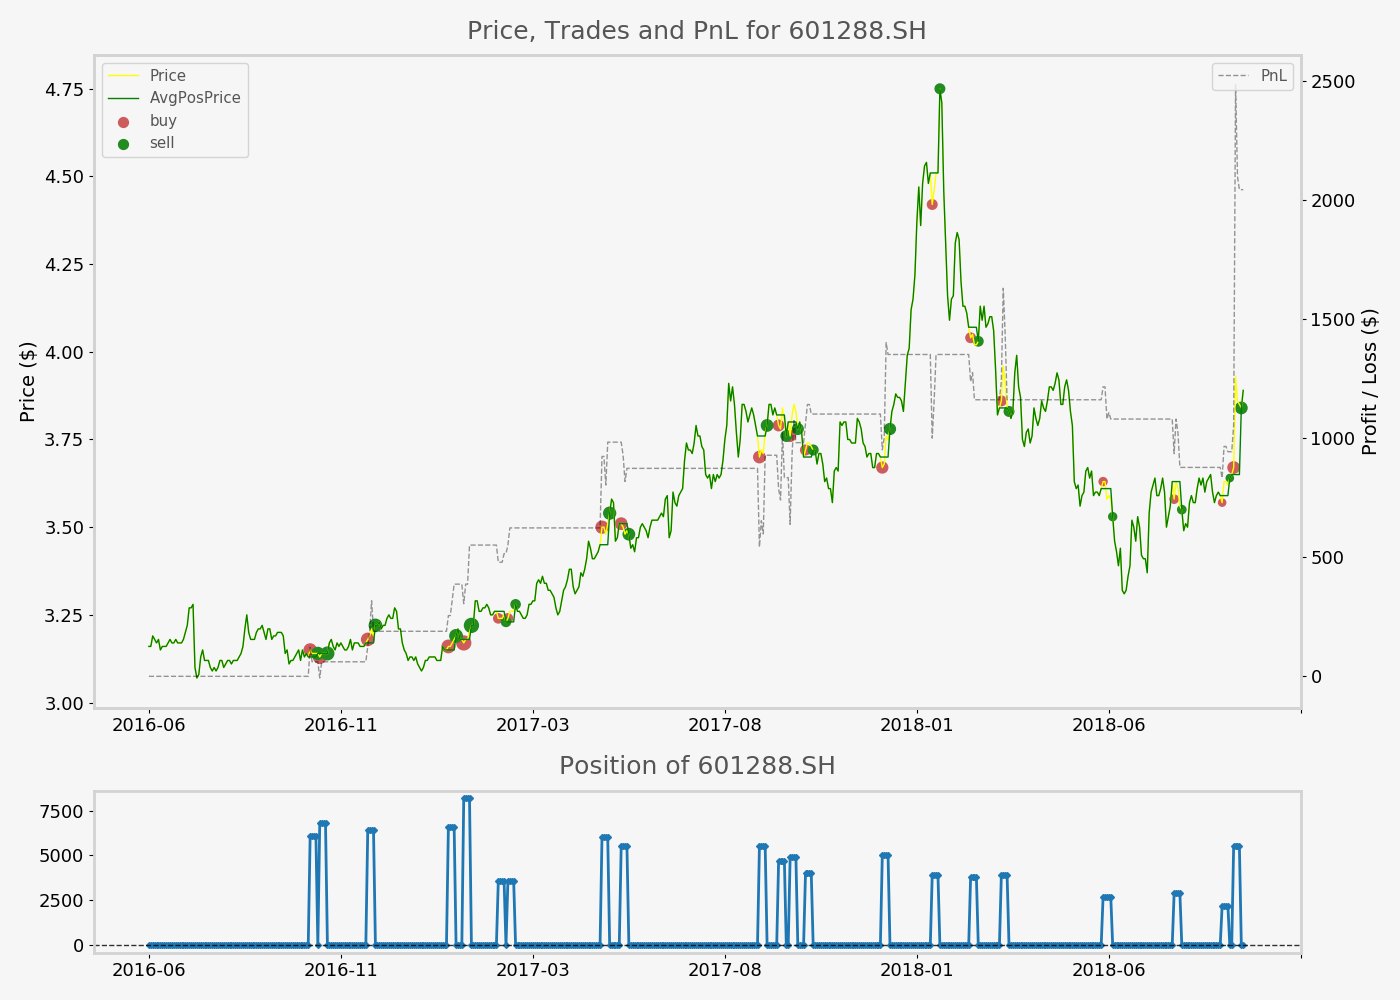 Price, Trades and PnL for 601288.SH
Price
AvgPosPrice
buy
sell
PnL
4.75
4.50
4.25
4.00
3.75
3.50
3.25
3.00
Price ($)
2500
2000
1500
1000
500
0
Profit / Loss ($)
2016-06 2016-11 2017-03 2017-08 2018-01 2018-06
Position of 601288.SH
7500
5000
2500
0
2016-06 2016-11 2017-03 2017-08 2018-01 2018-06